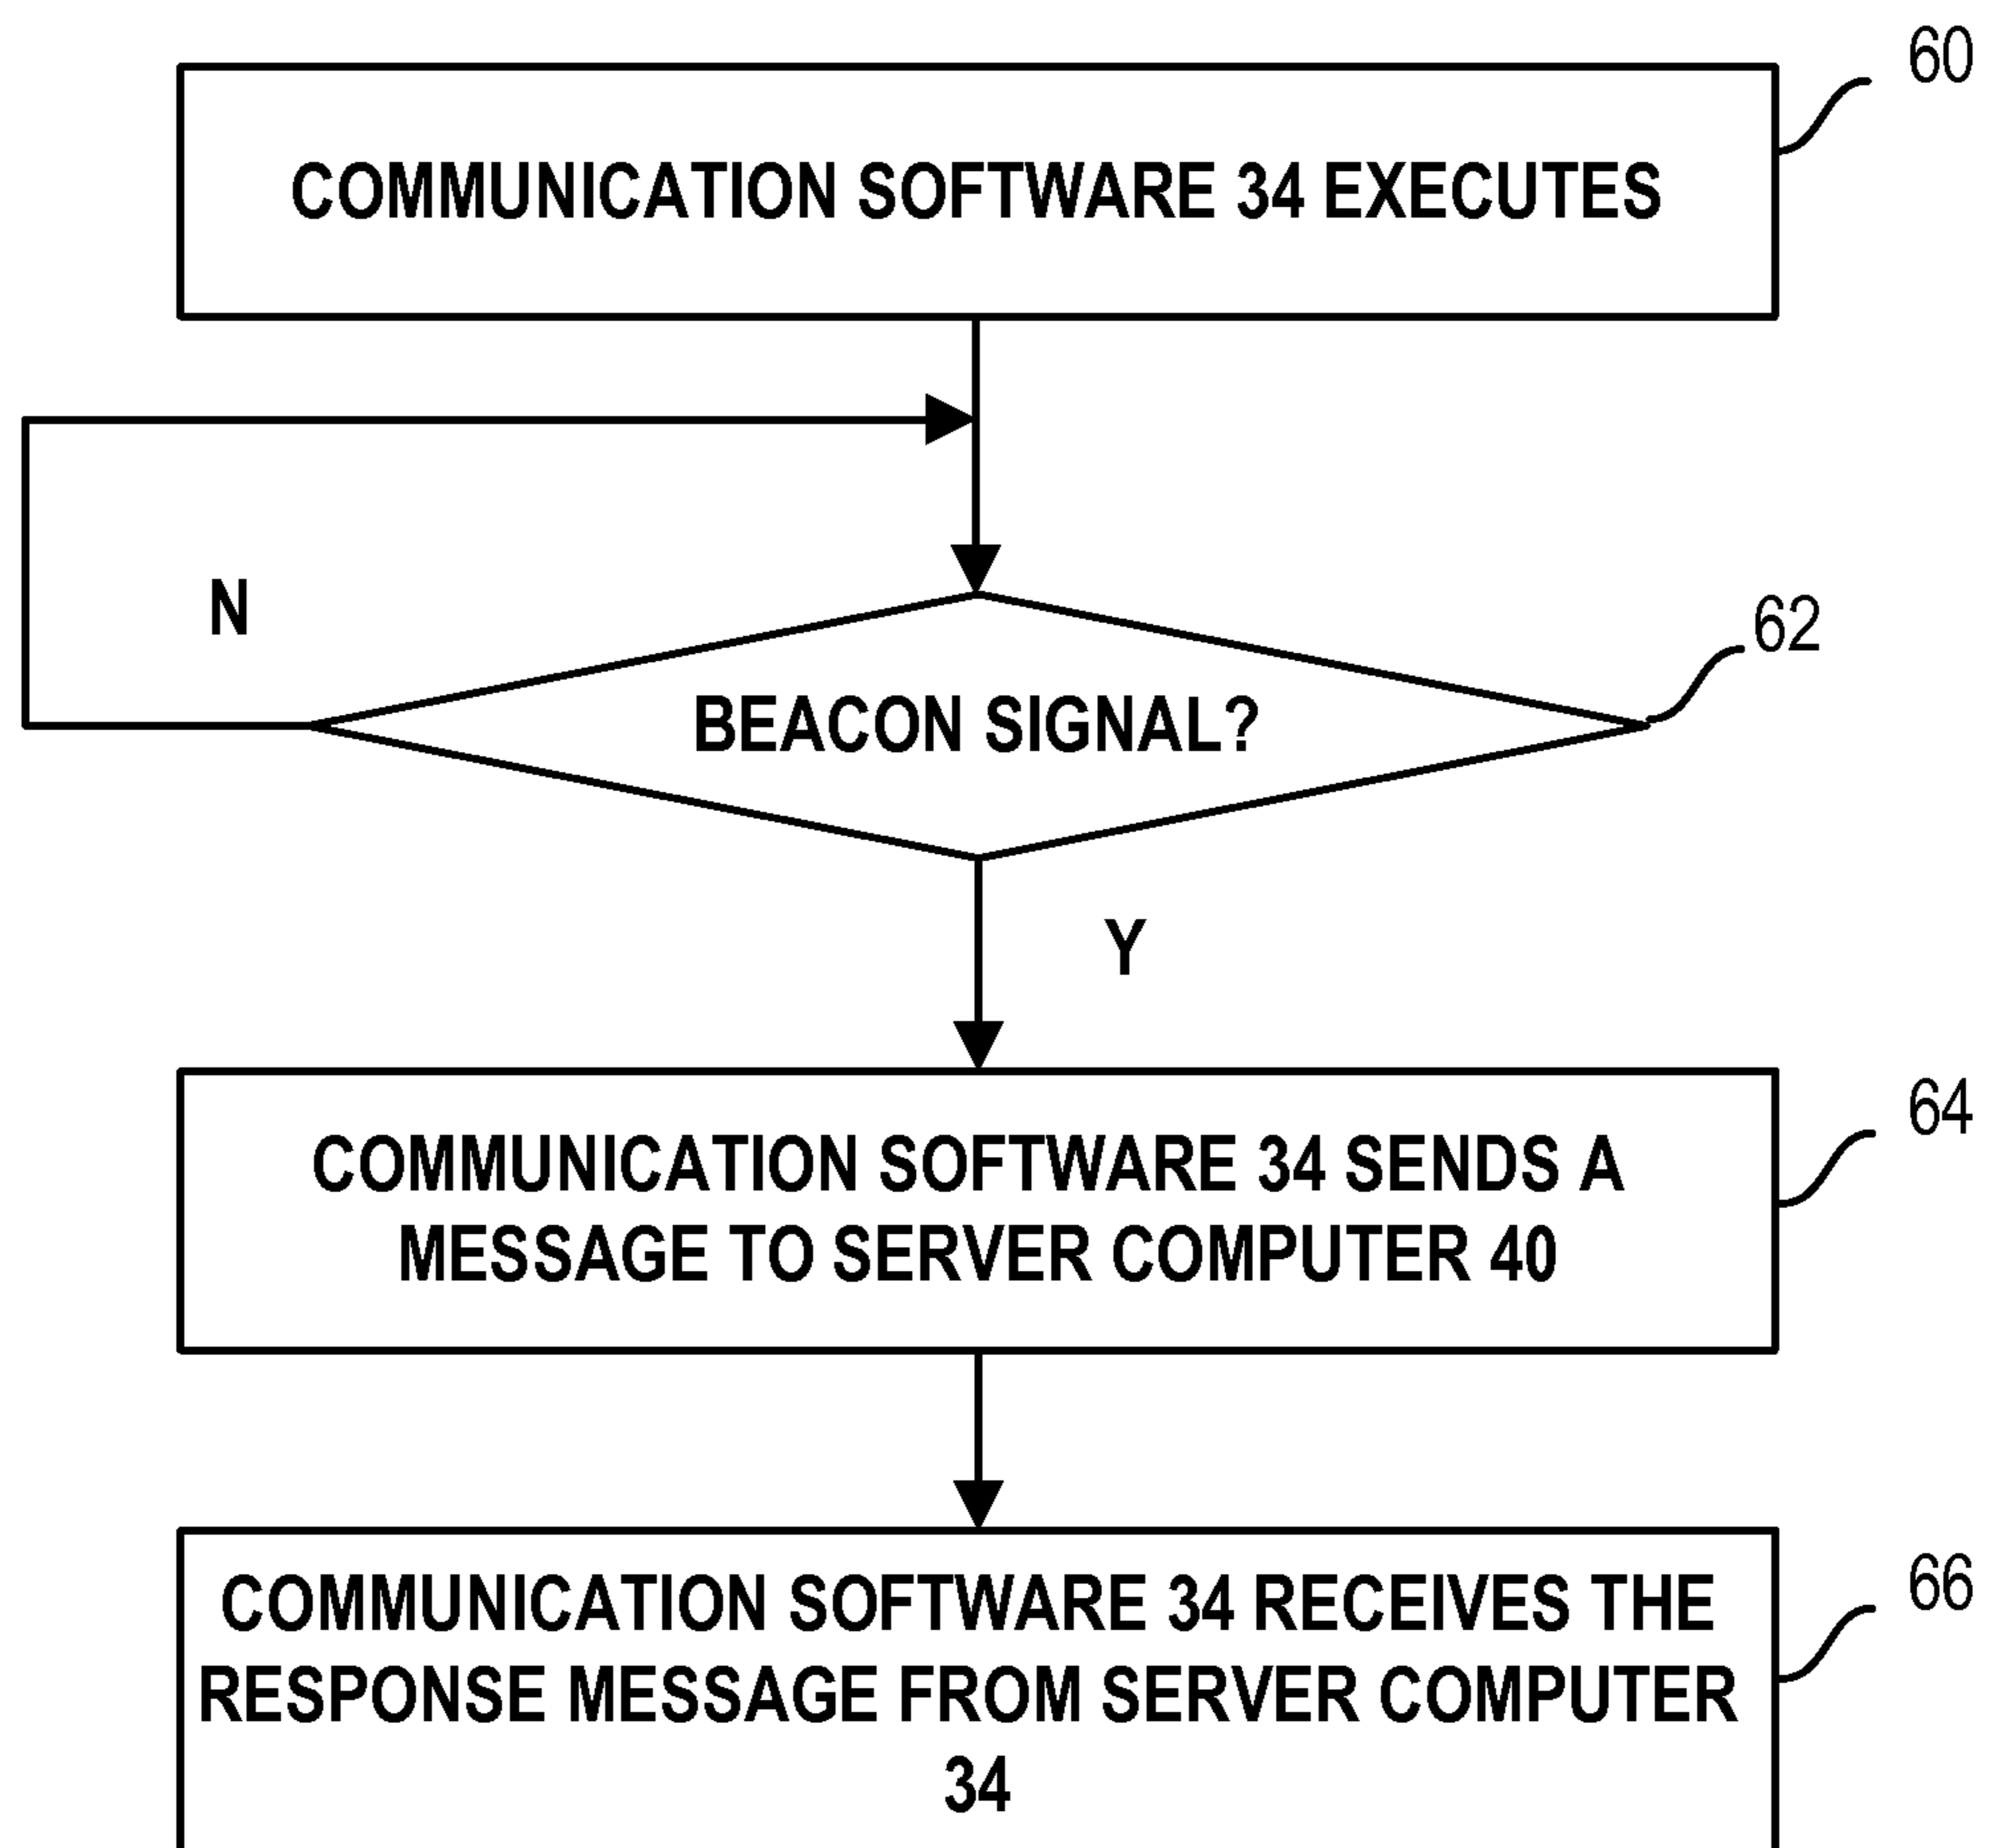 60
COMMUNICATION SOFTWARE 34 EXECUTES
N
62
BEACON SIGNAL?
Y
64
COMMUNICATION SOFTWARE 34 SENDS A
MESSAGE TO SERVER COMPUTER 40
66
COMMUNICATION SOFTWARE 34 RECEIVES THE
RESPONSE MESSAGE FROM SERVER COMPUTER
34